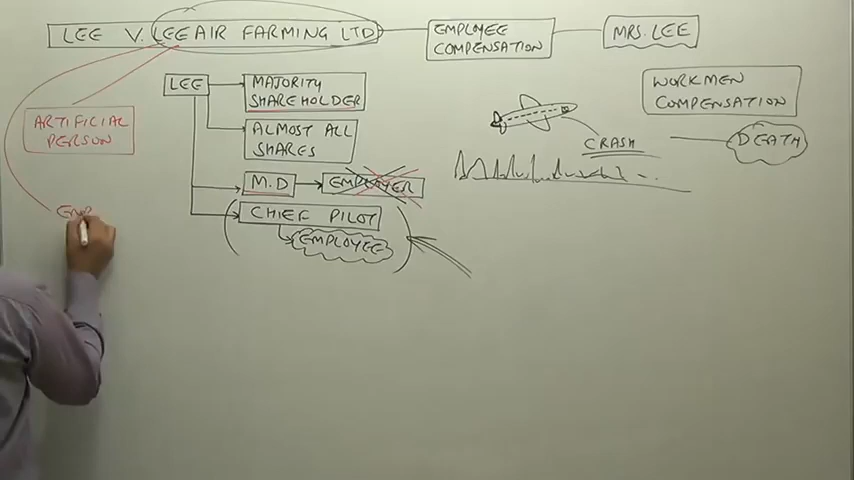 LEE V. LEE AIR FARMING LTD
EMPLOYEE
COMPENSATION
MRS. LEE
LEE
MAJORITY
SHAREHOLDER
WORKMEN
COMPENSATION
ARTIFICIAL
PERSON
ALMOST ALL
SHARES
CRASH
DEATH
M.D
EMPLOYER
CHIEF PILOT
EMPLOYEE
EMP